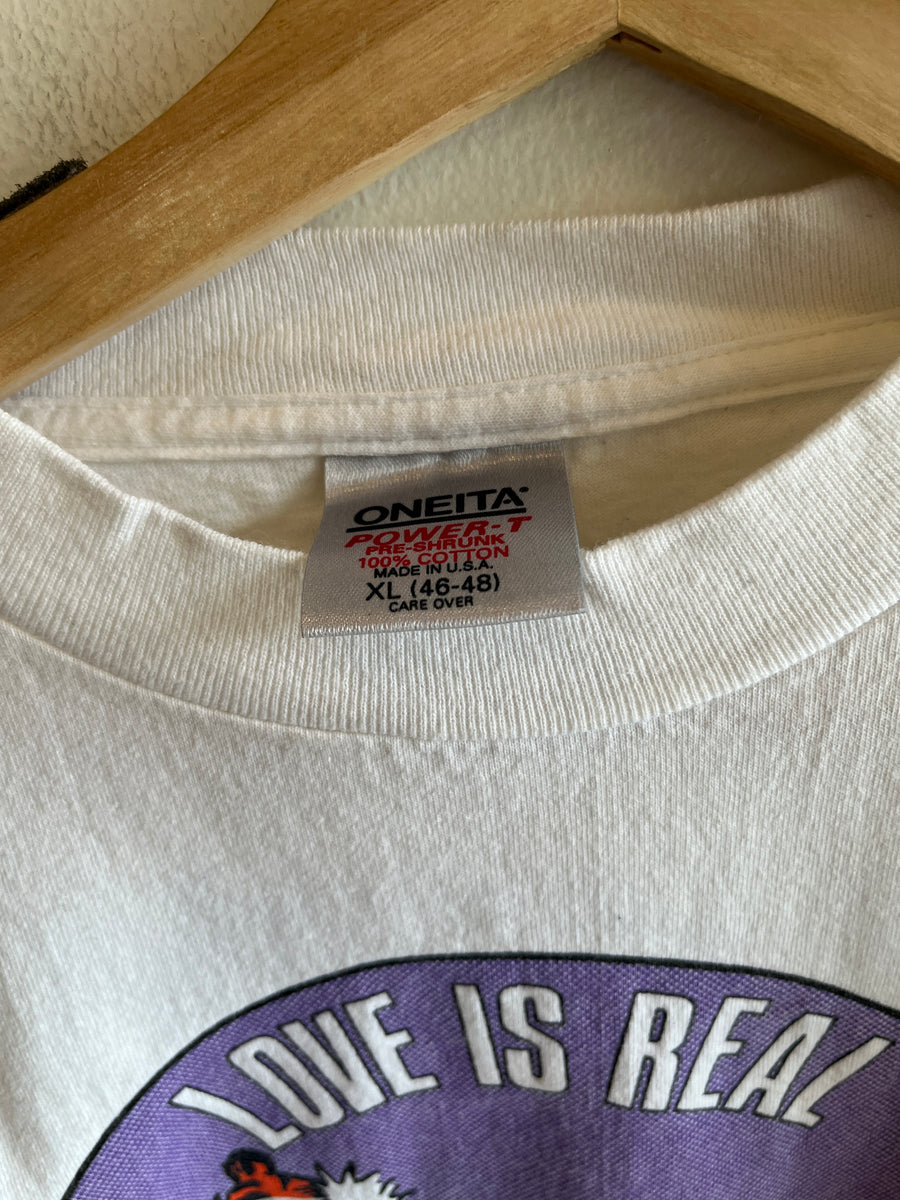 ONEITA
POWER-T
PRE-SHRUNK
100% COTTON
MADE IN U.S.A.
XL (46-48)
CARE OVER
LOVE IS REAL